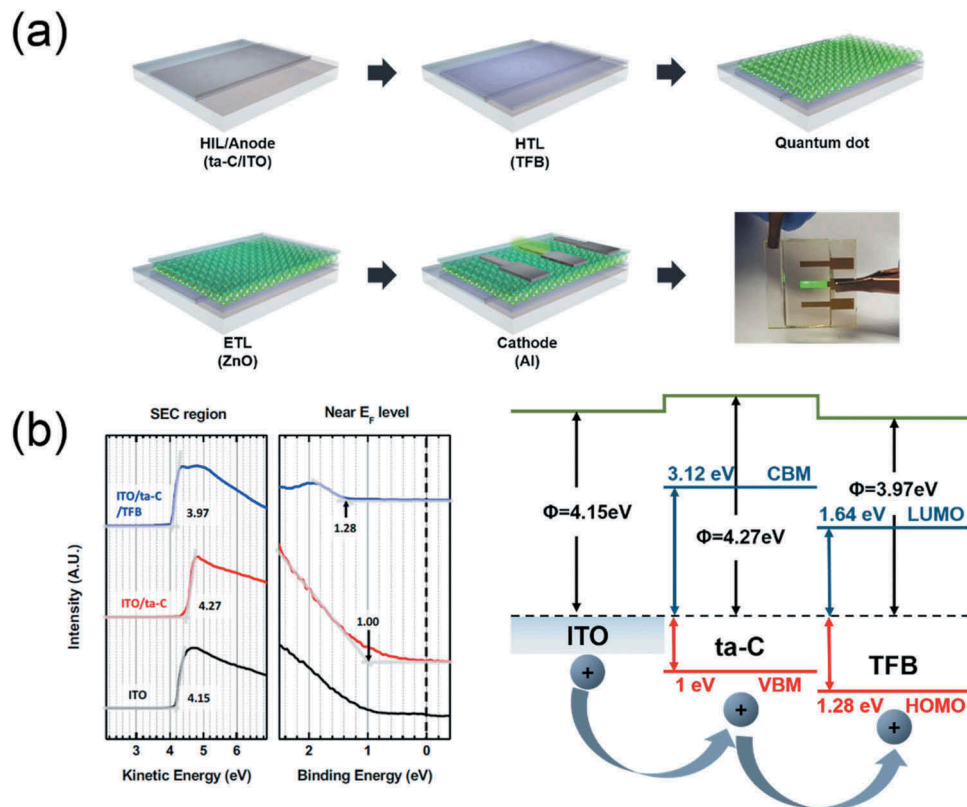 (a)
HIL/Anode
(ta-C/ITO)
HTL
(TFB)
Quantum dot
ETL
(ZnO)
Cathode
(Al)
(b)
SEC region
Near E_F level
ITO/ta-C
/TFB
3.97
1.28
ITO/ta-C
4.27
1.00
ITO
4.15
Intensity (A.U.)
3 4 5 6
2 1 0
Kinetic Energy (eV)
Binding Energy (eV)
Φ=4.15eV
3.12 eV CBM
Φ=4.27eV
Φ=3.97eV
1.64 eV LUMO
ITO
ta-C
TFB
1 eV VBM
1.28 eV HOMO
+
+
+